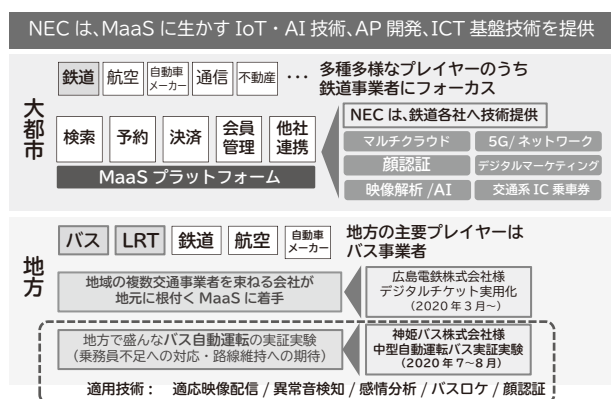 NECは、MaaSに生かすIoT・AI技術、AP開発、ICT基盤技術を提供
大都市
鉄道 航空 自動車メーカー 通信 不動産 ･･･
多種多様なプレイヤーのうち
鉄道事業者にフォーカス
検索 予約 決済 会員管理 他社連携
MaaSプラットフォーム
NECは、鉄道各社へ技術提供
マルチクラウド 5G/ネットワーク
顔認証 デジタルマーケティング
映像解析/AI 交通系IC乗車券
地方
バス LRT 鉄道 航空 自動車メーカー
地方の主要プレイヤーは
バス事業者
地域の複数交通事業者を束ねる会社が
地元に根付くMaaSに着手
広島電鉄株式会社様
デジタルチケット実用化
(2020年3月~)
地方で盛んなバス自動運転の実証実験
(乗務員不足への対応・路線維持への期待)
神姫バス株式会社様
中型自動運転バス実証実験
(2020年7~8月)
適用技術: 適応映像配信/異常音検知/感情分析/バスロケ/顔認証